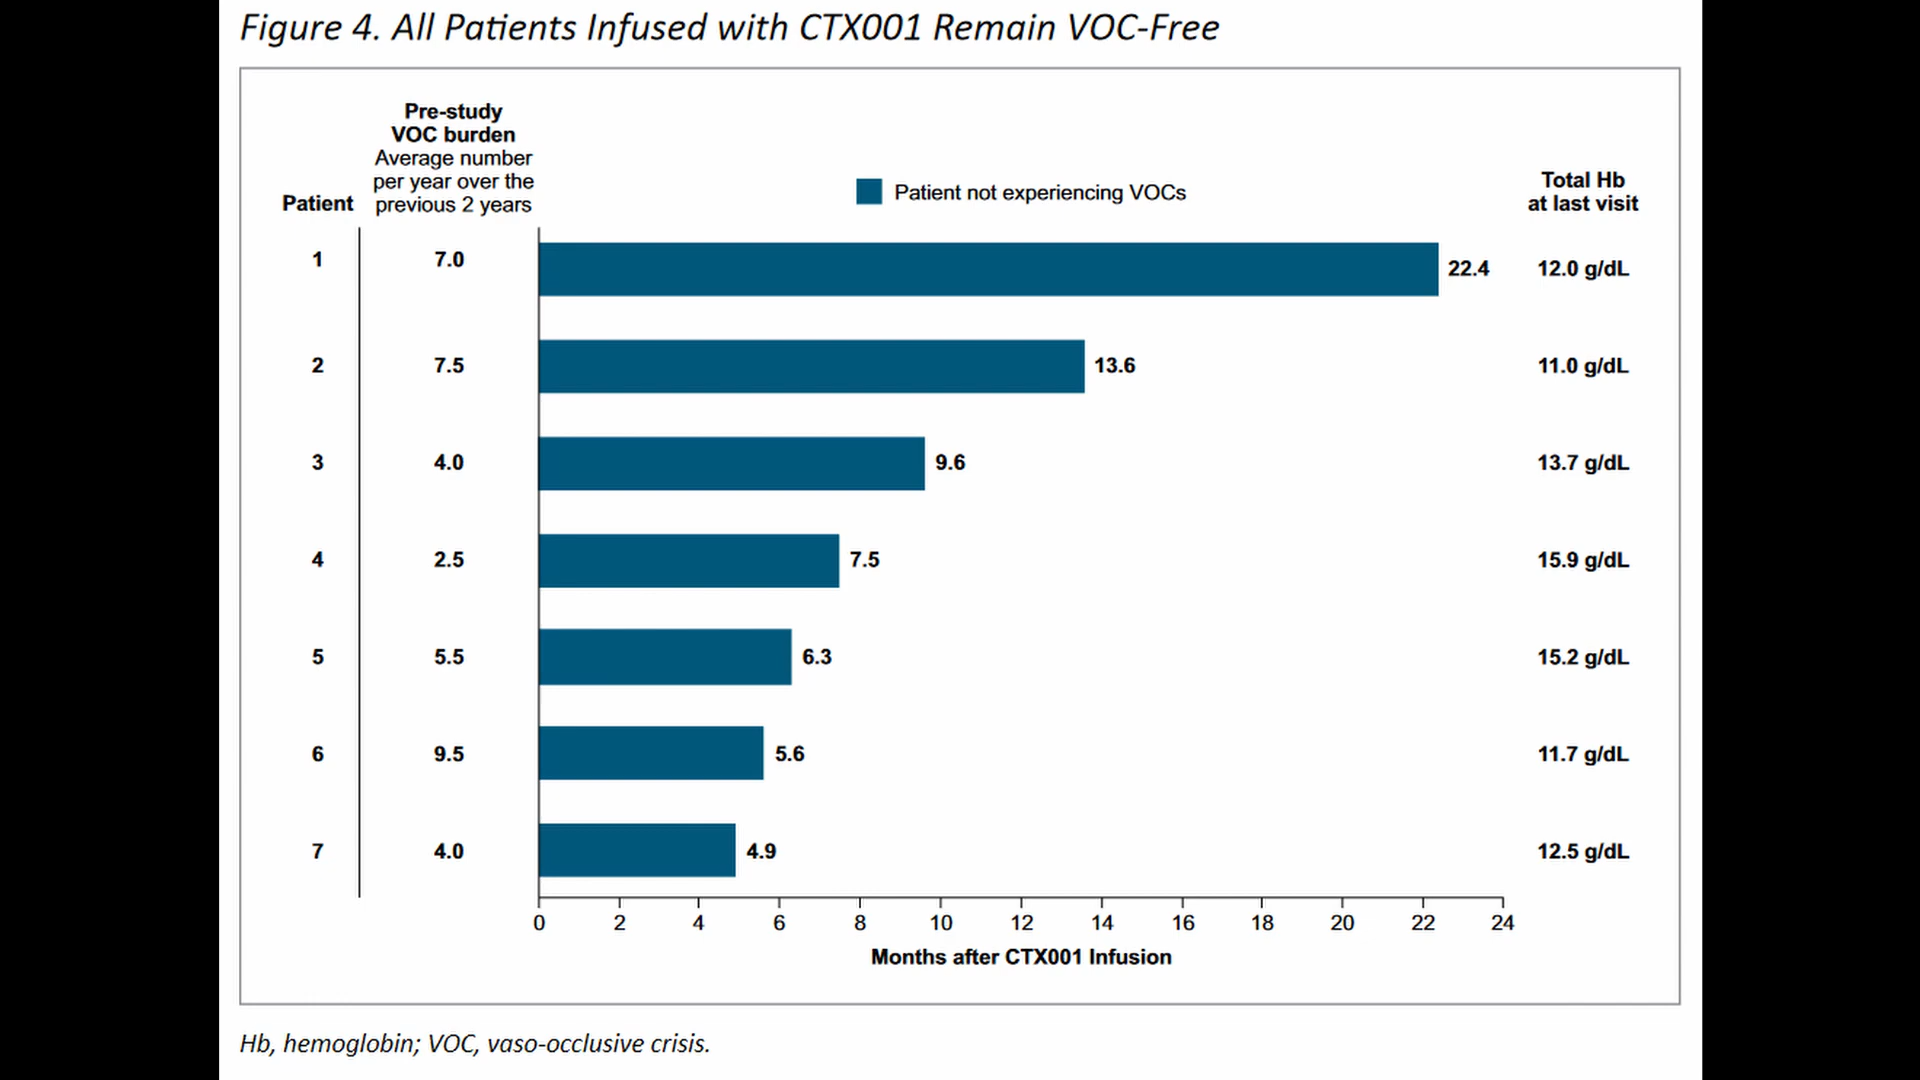 Figure 4. All Patients Infused with CTX001 Remain VOC-Free
Pre-study
VOC burden
Average number
per year over the
previous 2 years
Patient
Patient not experiencing VOCs
Total Hb
at last visit
1 7.0 22.4 12.0 g/dL
2 7.5 13.6 11.0 g/dL
3 4.0 9.6 13.7 g/dL
4 2.5 7.5 15.9 g/dL
5 5.5 6.3 15.2 g/dL
6 9.5 5.6 11.7 g/dL
7 4.0 4.9 12.5 g/dL
0 2 4 6 8 10 12 14 16 18 20 22 24
Months after CTX001 Infusion
Hb, hemoglobin; VOC, vaso-occlusive crisis.